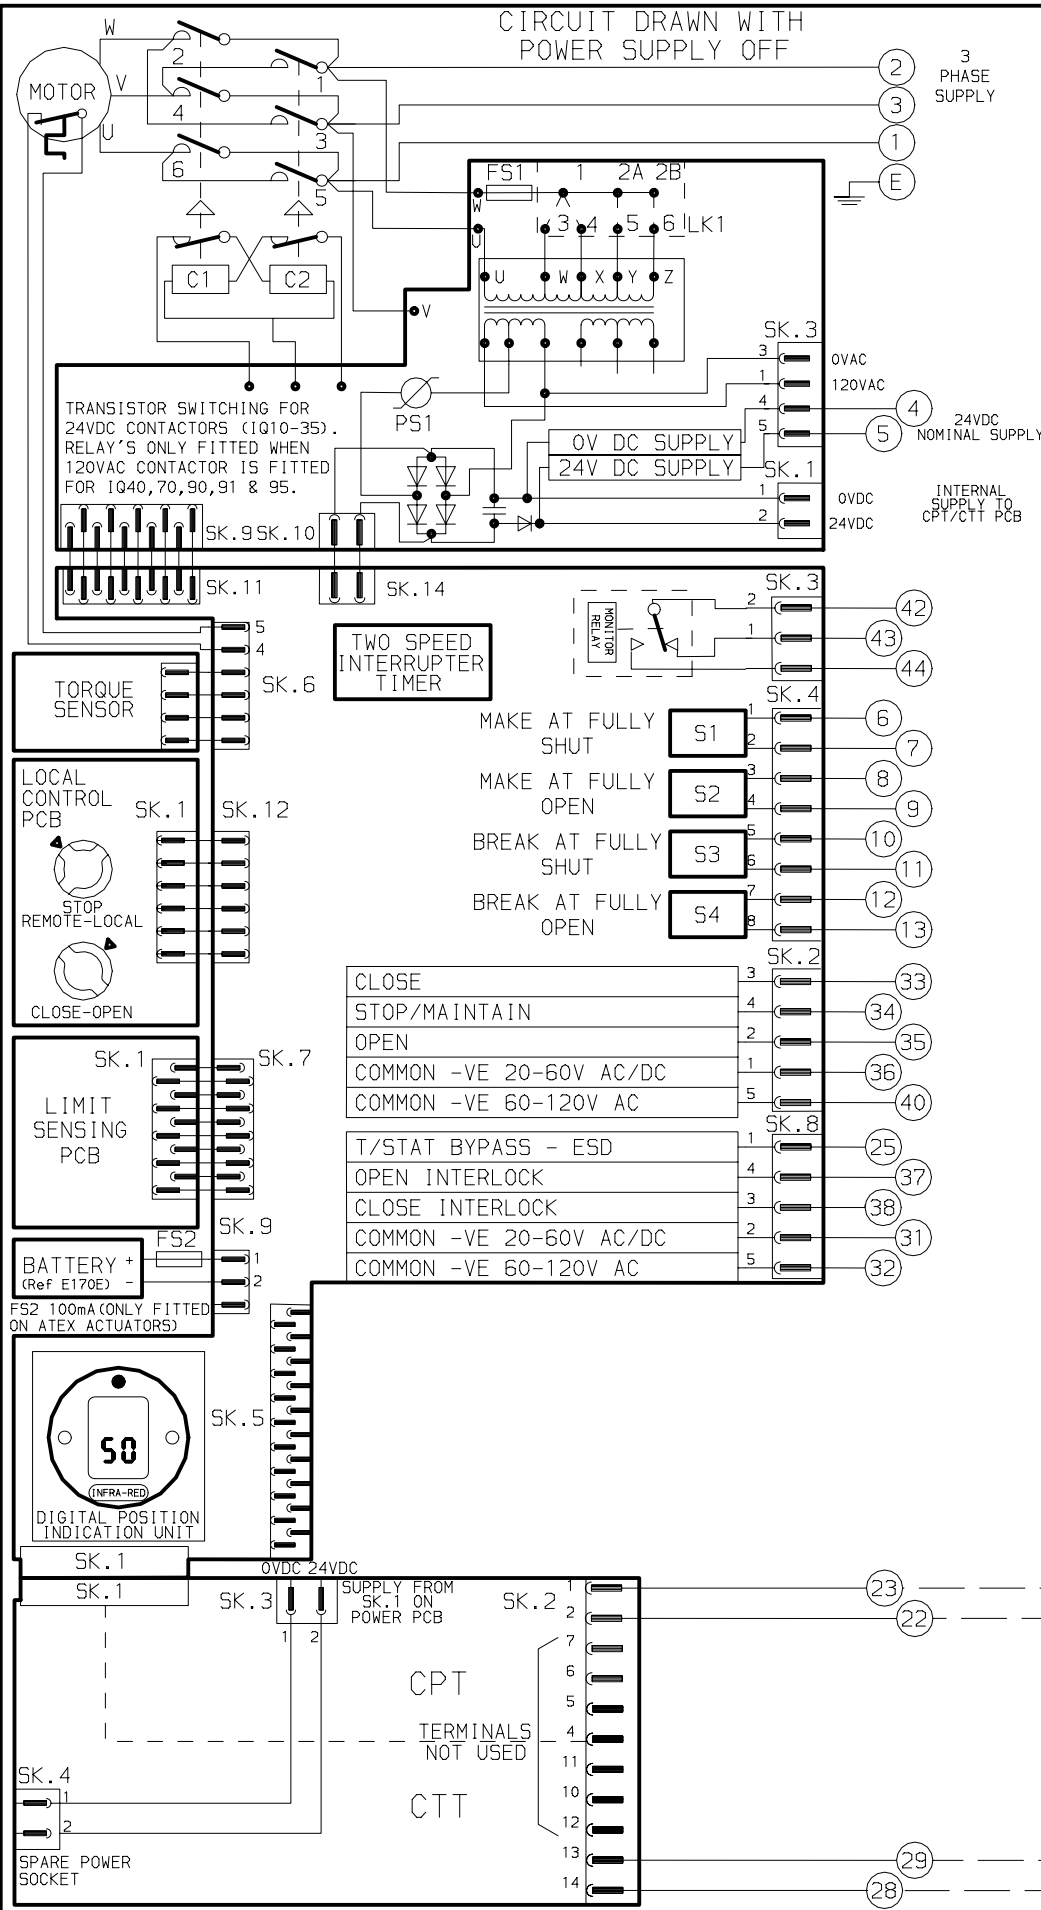 CIRCUIT DRAWN WITH
POWER SUPPLY OFF
W
V
U
MOTOR
2
4
6
1
3
5
2
3
1
E
3
PHASE
SUPPLY
FS1
1
2A
2B
W
U
3
4
5
6
LK1
C1
C2
U
W
X
Y
Z
V
SK.3
3
0VAC
1
120VAC
4
4
5
5
24VDC
NOMINAL SUPPLY
PS1
TRANSISTOR SWITCHING FOR
24VDC CONTACTORS (IQ10-35).
RELAY'S ONLY FITTED WHEN
120VAC CONTACTOR IS FITTED
FOR IQ40,70,90,91 & 95.
0V DC SUPPLY
24V DC SUPPLY
SK.1
1
0VDC
2
24VDC
INTERNAL
SUPPLY TO
CPT/CTT PCB
SK.9
SK.10
SK.11
SK.14
5
4
SK.6
TORQUE
SENSOR
TWO SPEED
INTERRUPTER
TIMER
MONITOR
RELAY
SK.3
2
42
1
43
44
SK.4
MAKE AT FULLY
SHUT
S1
1
6
2
7
MAKE AT FULLY
OPEN
S2
3
8
4
9
BREAK AT FULLY
SHUT
S3
5
10
6
11
BREAK AT FULLY
OPEN
S4
7
12
8
13
LOCAL
CONTROL
PCB
SK.1
SK.12
STOP
REMOTE-LOCAL
CLOSE-OPEN
SK.2
CLOSE
3
33
STOP/MAINTAIN
4
34
OPEN
2
35
COMMON -VE 20-60V AC/DC
1
36
COMMON -VE 60-120V AC
5
40
SK.8
T/STAT BYPASS - ESD
1
25
OPEN INTERLOCK
4
37
CLOSE INTERLOCK
3
38
COMMON -VE 20-60V AC/DC
2
31
COMMON -VE 60-120V AC
5
32
SK.1
SK.7
LIMIT
SENSING
PCB
SK.9
FS2
BATTERY
(Ref E170E)
+
-
1
2
FS2 100mA(ONLY FITTED
ON ATEX ACTUATORS)
SK.5
50
INFRA-RED
DIGITAL POSITION
INDICATION UNIT
SK.1
SK.1
0VDC 24VDC
SK.3
1
2
SUPPLY FROM
SK.1 ON
POWER PCB
SK.2
1
23
2
22
7
6
5
4
11
10
12
13
29
14
28
CPT
TERMINALS
NOT USED
CTT
SK.4
1
2
SPARE POWER
SOCKET